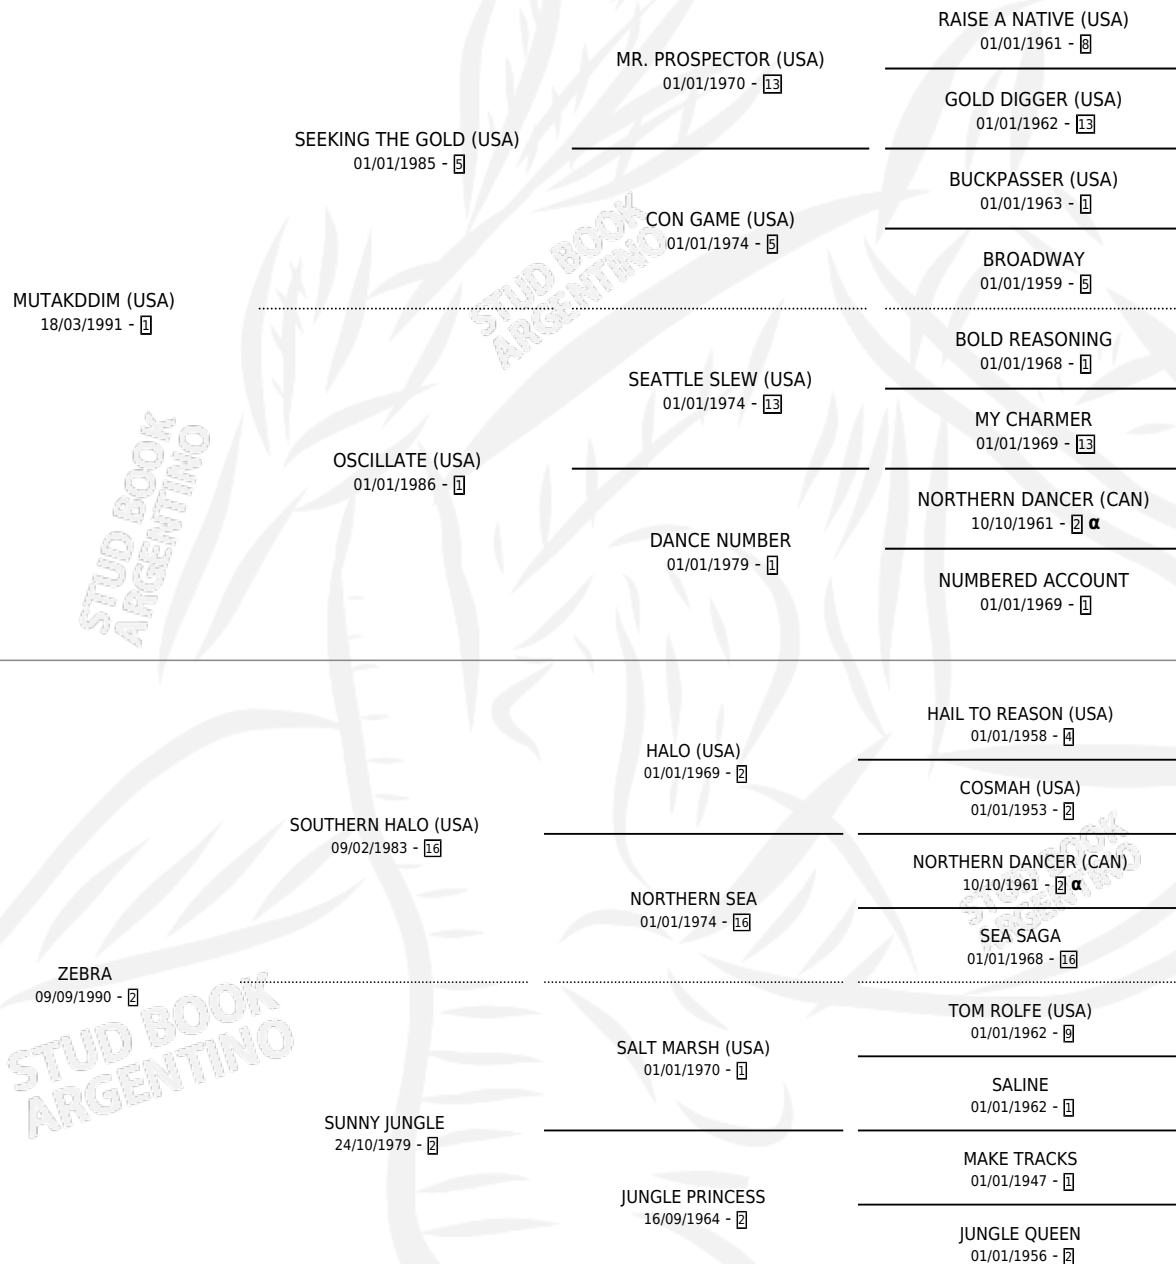 RAISE A NATIVE (USA)
01/01/1961 - 8
MR. PROSPECTOR (USA)
01/01/1970 - 13
GOLD DIGGER (USA)
01/01/1962 - 13
SEEKING THE GOLD (USA)
01/01/1985 - 5
BUCKPASSER (USA)
01/01/1963 - 1
CON GAME (USA)
01/01/1974 - 5
BROADWAY
01/01/1959 - 5
MUTAKDDIM (USA)
18/03/1991 - 1
BOLD REASONING
01/01/1968 - 1
SEATTLE SLEW (USA)
01/01/1974 - 13
MY CHARMER
01/01/1969 - 13
OSCILLATE (USA)
01/01/1986 - 1
NORTHERN DANCER (CAN)
10/10/1961 - 2 α
DANCE NUMBER
01/01/1979 - 1
NUMBERED ACCOUNT
01/01/1969 - 1
HAIL TO REASON (USA)
01/01/1958 - 4
HALO (USA)
01/01/1969 - 2
COSMAH (USA)
01/01/1953 - 2
SOUTHERN HALO (USA)
09/02/1983 - 16
NORTHERN DANCER (CAN)
10/10/1961 - 2 α
NORTHERN SEA
01/01/1974 - 16
SEA SAGA
01/01/1968 - 16
ZEBRA
09/09/1990 - 2
TOM ROLFE (USA)
01/01/1962 - 9
SALT MARSH (USA)
01/01/1970 - 1
SALINE
01/01/1962 - 1
SUNNY JUNGLE
24/10/1979 - 2
MAKE TRACKS
01/01/1947 - 1
JUNGLE PRINCESS
16/09/1964 - 2
JUNGLE QUEEN
01/01/1956 - 2
STUD BOOK
ARGENTINO
STUD BOOK
ARGENTINO
STUD BOOK
ARGENTINO
STUD BOOK
ARGENTINO